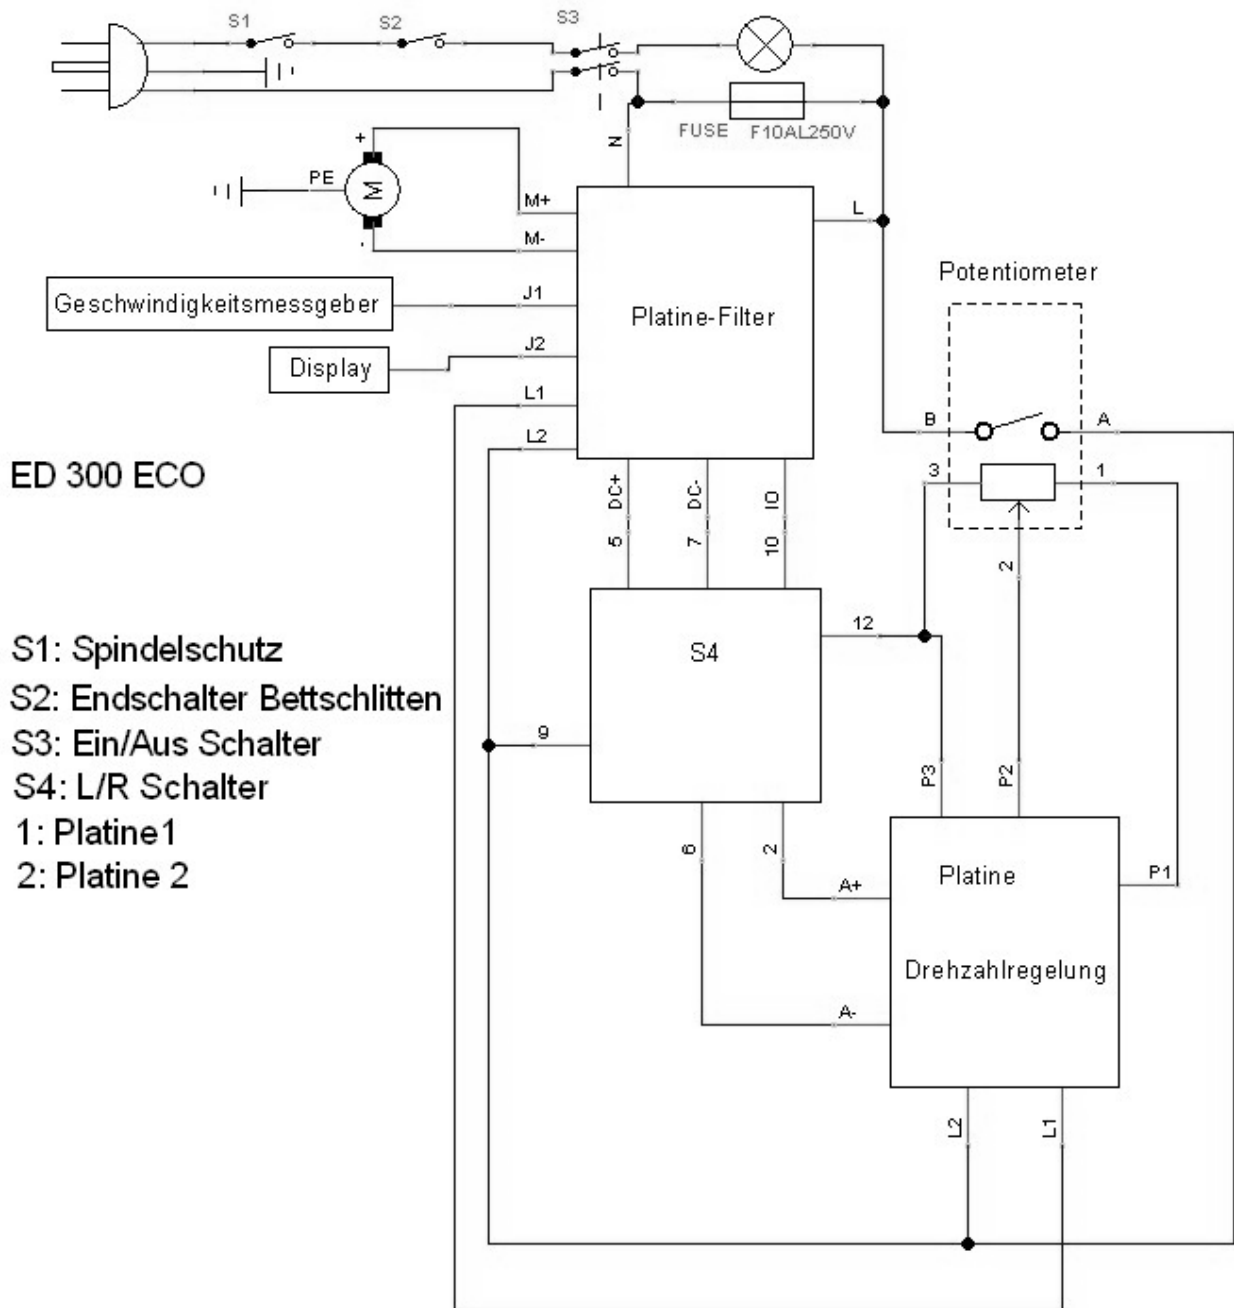 S1
S2
S3
FUSE F10AL250V
N
+
PE
M
-
M+
M-
L
J1
Geschwindigkeitsmessgeber
J2
Display
L1
L2
Platine-Filter
Potentiometer
B
A
3
1
2
ED 300 ECO
DC+
DC-
IO
5
7
10
S4
12
9
6
2
S1: Spindelschutz
S2: Endschalter Bettschlitten
S3: Ein/Aus Schalter
S4: L/R Schalter
1: Platine1
2: Platine 2
P3
P2
P1
A+
A-
Platine
Drehzahlregelung
L2
L1